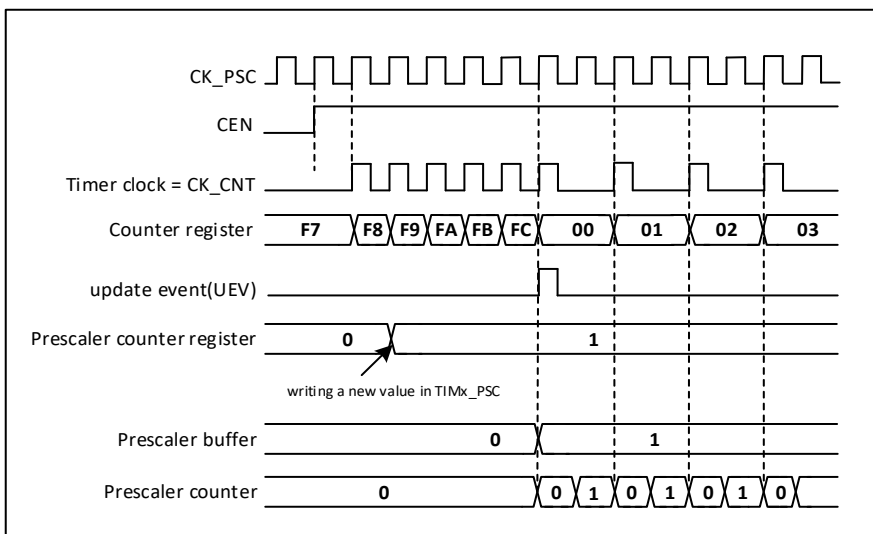 CK_PSC
CEN
Timer clock = CK_CNT
Counter register F7 F8 F9 FA FB FC 00 01 02 03
update event(UEV)
Prescaler counter register 0 1
writing a new value in TIMx_PSC
Prescaler buffer 0 1
Prescaler counter 0 0 1 0 1 0 1 0